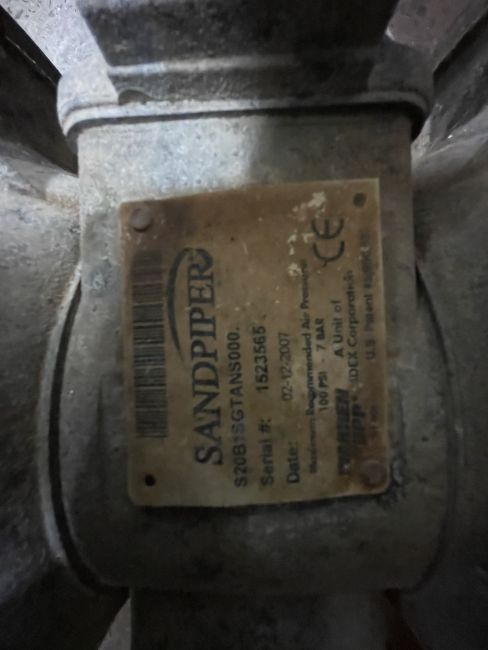 SANDPIPER
S20B1SGTANS000.
Serial #: 1523565
Date: 02-12-2007
Maximum Recommended Air Pressure
100 PSI - 7 BAR
CE
A Unit of
IDEX Corporation
U.S. Patent